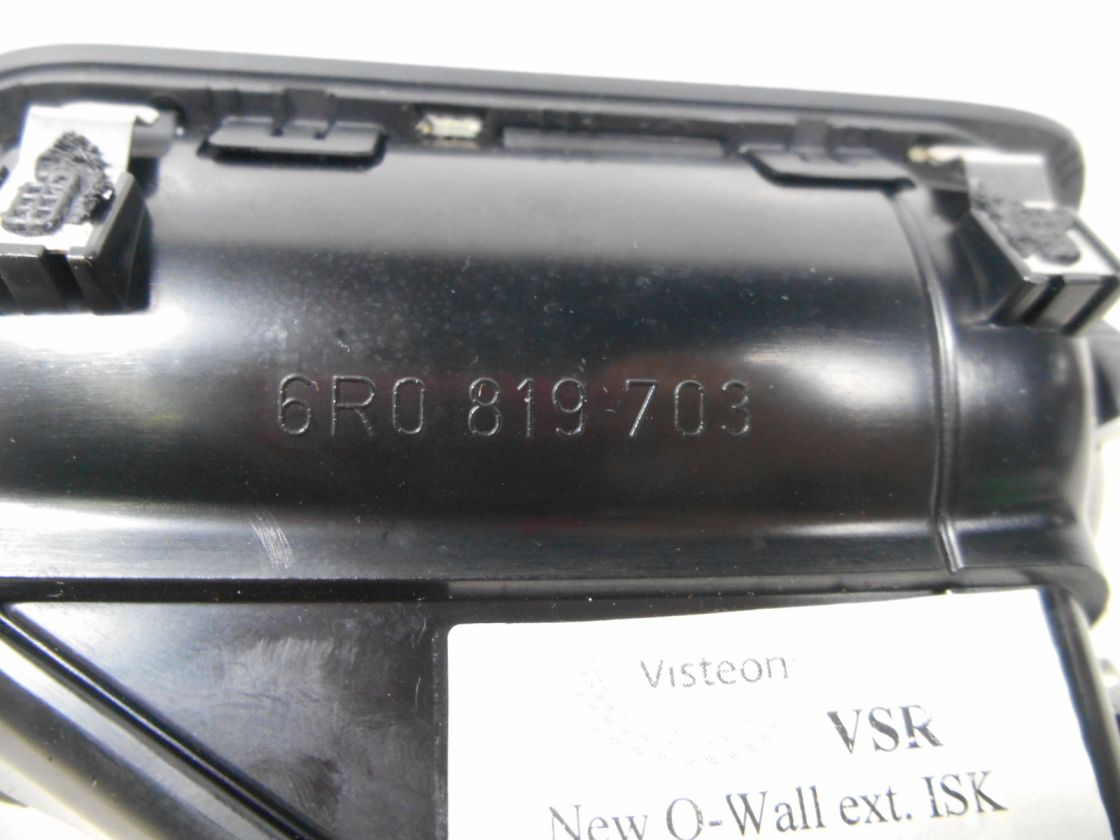 6R0 819 703
Visteon
VSR
New O-Wall ext. ISK